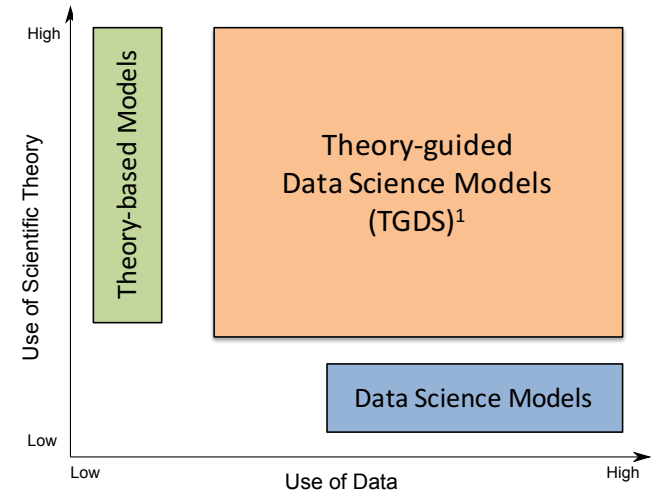 High
Use of Scientific Theory
Theory-based Models
Theory-guided
Data Science Models
(TGDS)¹
Data Science Models
Low
Low
Use of Data
High